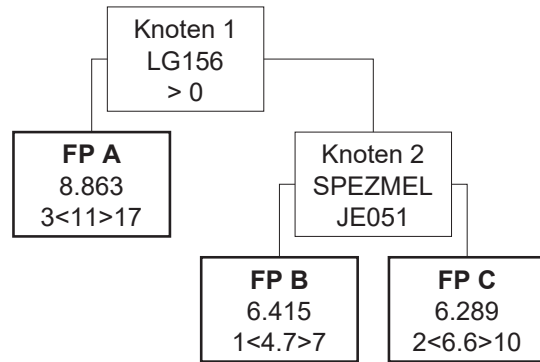 Knoten 1
LG156
> 0
FP A
8.863
3<11>17
Knoten 2
SPEZMEL
JE051
FP B
6.415
1<4.7>7
FP C
6.289
2<6.6>10